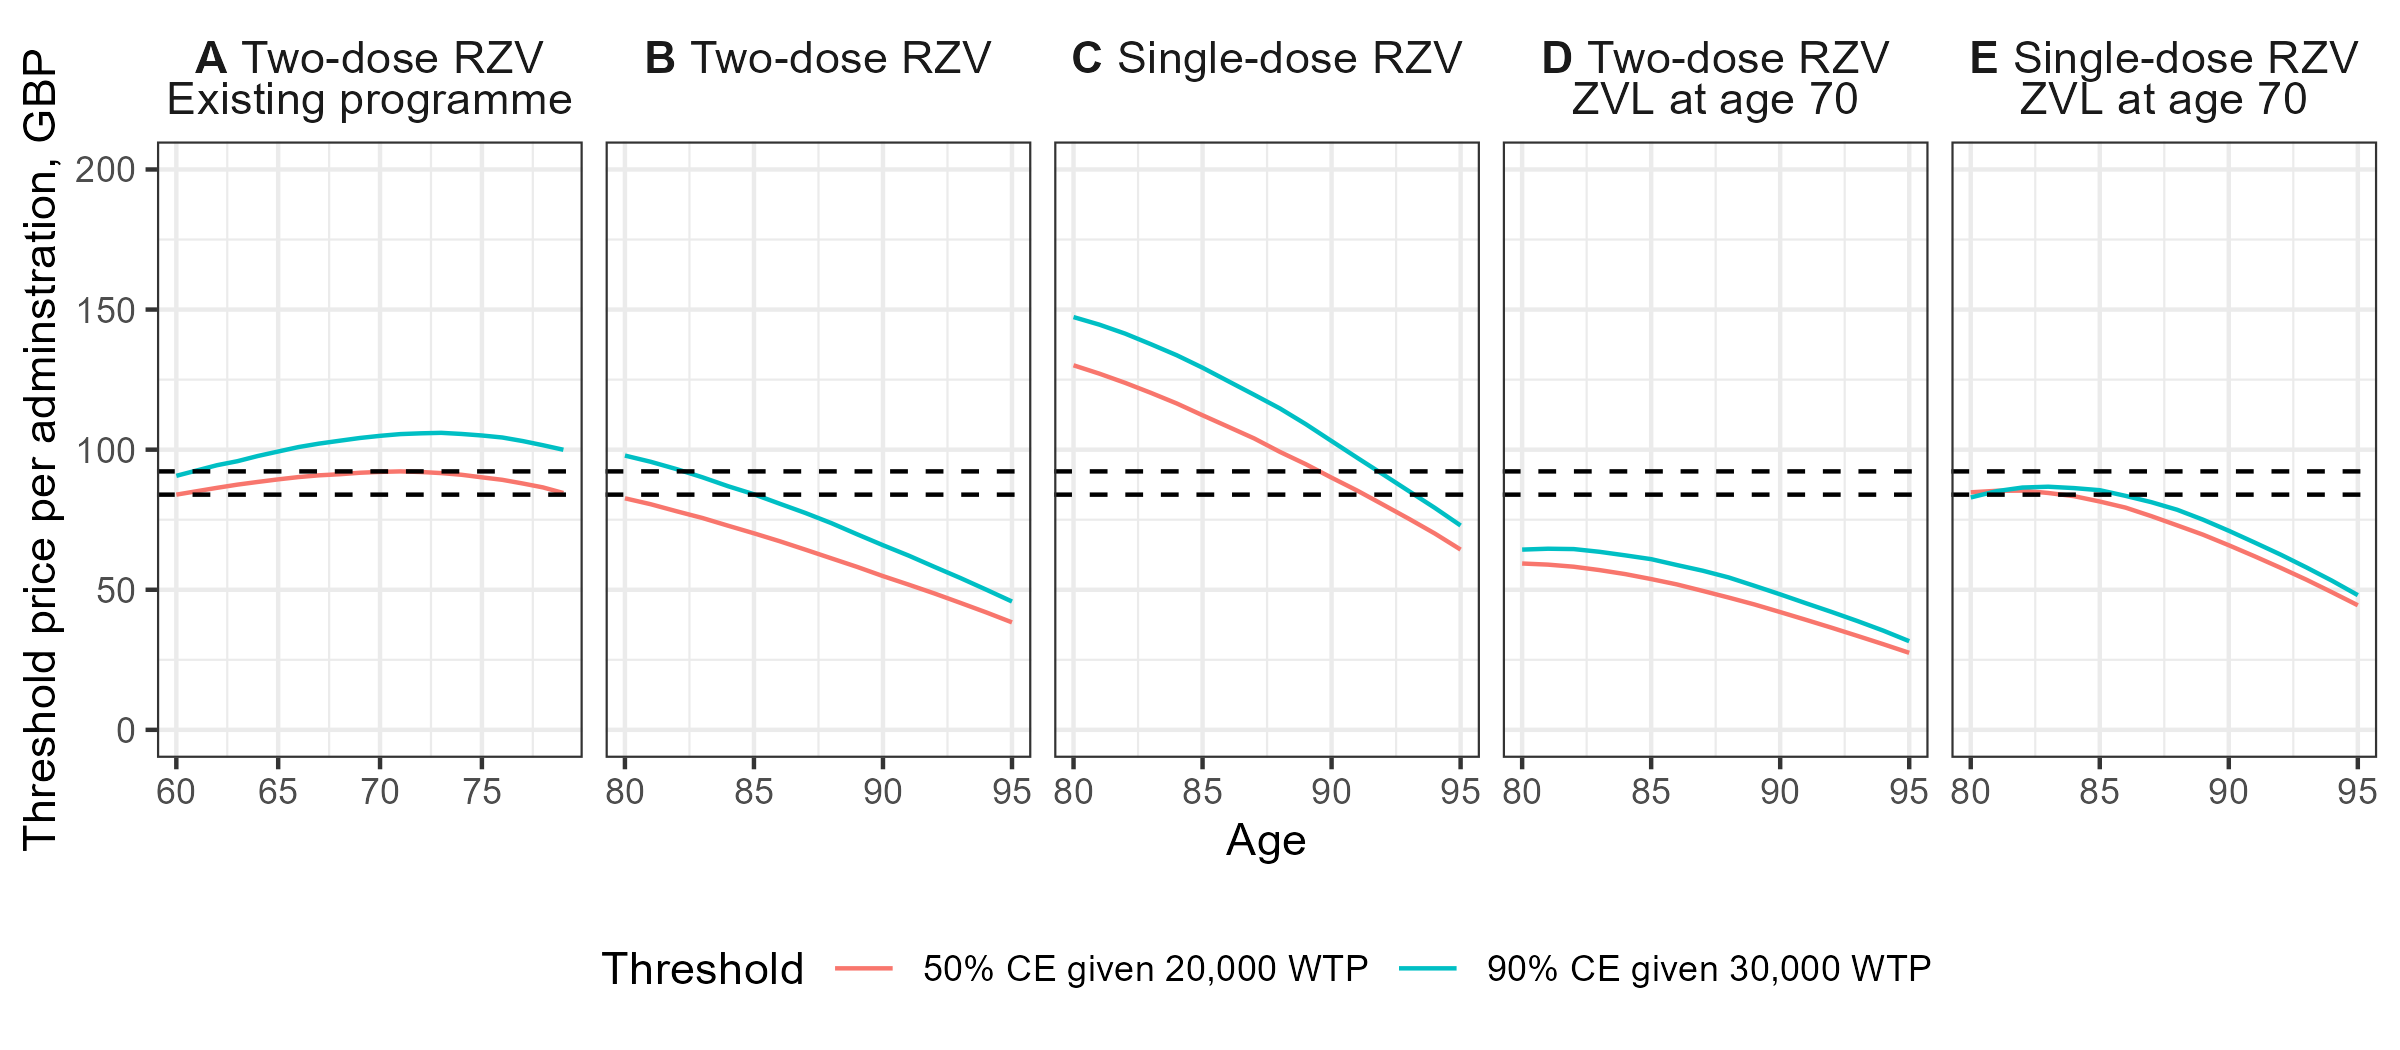 A Two-dose RZV
Existing programme
B Two-dose RZV
C Single-dose RZV
D Two-dose RZV
ZVL at age 70
E Single-dose RZV
ZVL at age 70
Threshold price per adminstration, GBP
200
150
100
50
0
60 65 70 75
80 85 90 95
80 85 90 95
80 85 90 95
80 85 90 95
Age
Threshold 50% CE given 20,000 WTP 90% CE given 30,000 WTP